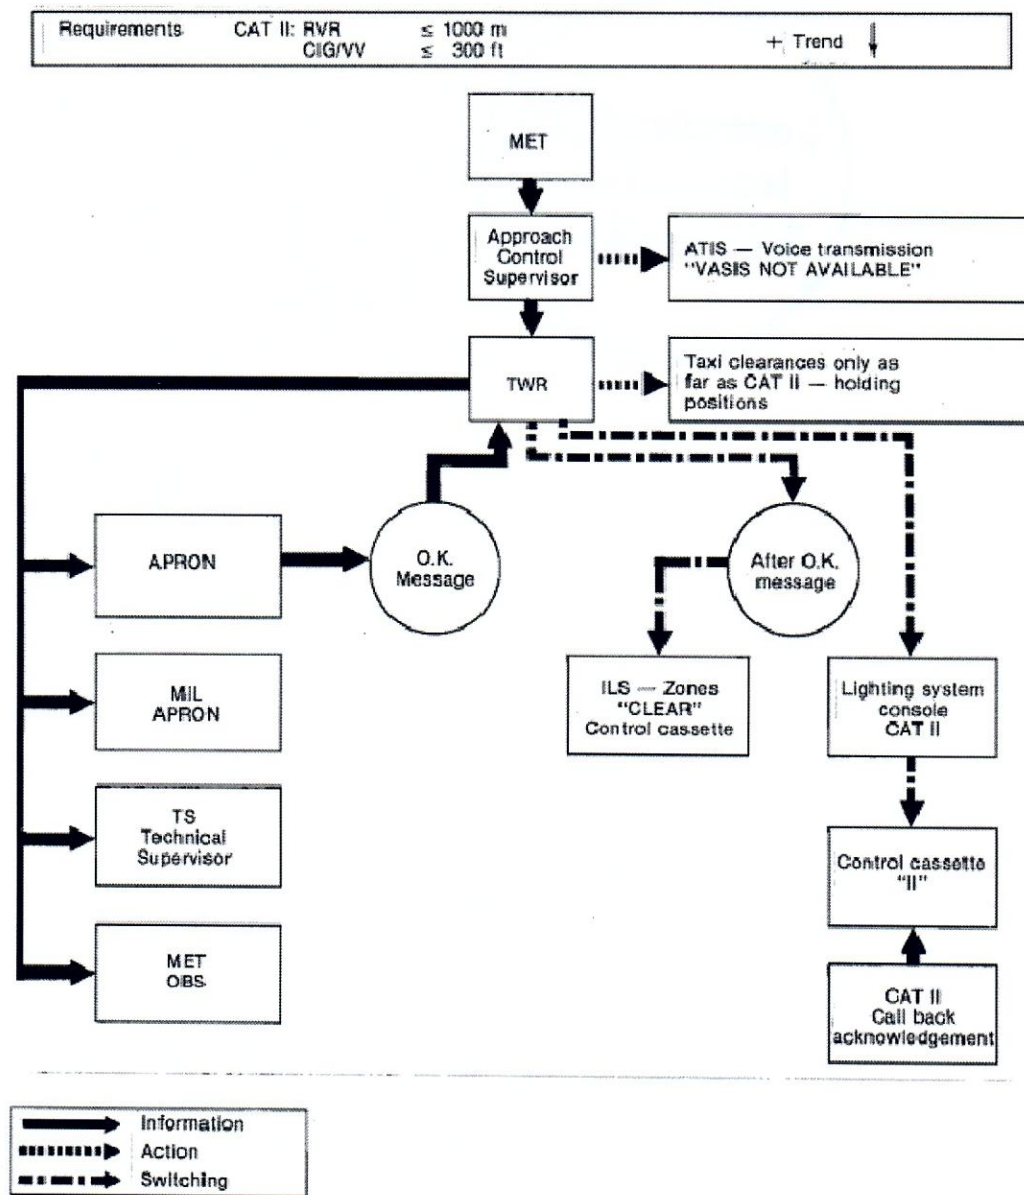 Requirements CAT II: RVR ≤ 1000 m
CIG/VV ≤ 300 ft
+ Trend ↓
MET
Approach
Control
Supervisor
ATIS — Voice transmission
"VASIS NOT AVAILABLE"
TWR
Taxi clearances only as
far as CAT II — holding
positions
APRON
O.K.
Message
After O.K.
message
MIL
APRON
ILS — Zones
"CLEAR"
Control cassette
Lighting system
console
CAT II
TS
Technical
Supervisor
Control cassette
"II"
MET
OBS
CAT II
Call back
acknowledgement
Information
Action
Switching